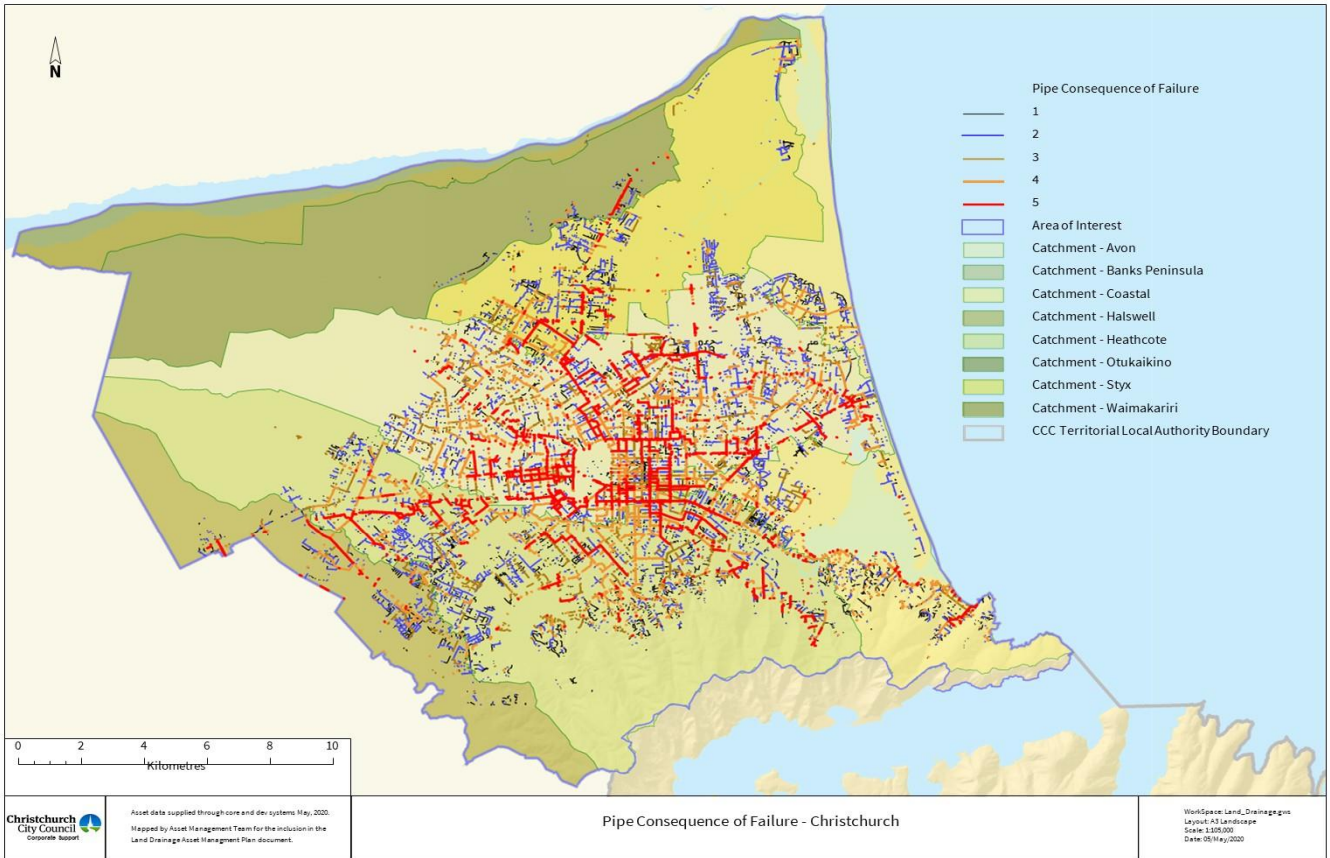 N
Pipe Consequence of Failure
1
2
3
4
5
Area of Interest
Catchment - Avon
Catchment - Banks Peninsula
Catchment - Coastal
Catchment - Halswell
Catchment - Heathcote
Catchment - Otukaikino
Catchment - Styx
Catchment - Waimakariri
CCC Territorial Local Authority Boundary
0 2 4 6 8 10
Kilometres
Christchurch
City Council
Corporate Support
Asset data supplied through core and dev systems May, 2020.
Mapped by Asset Management Team for the inclusion in the
Land Drainage Asset Managment Plan document.
Pipe Consequence of Failure - Christchurch
WorkSpace: Land_Drainage.gws
Layout: A3 Landscape
Scale: 1:105,000
Date: 05/May/2020